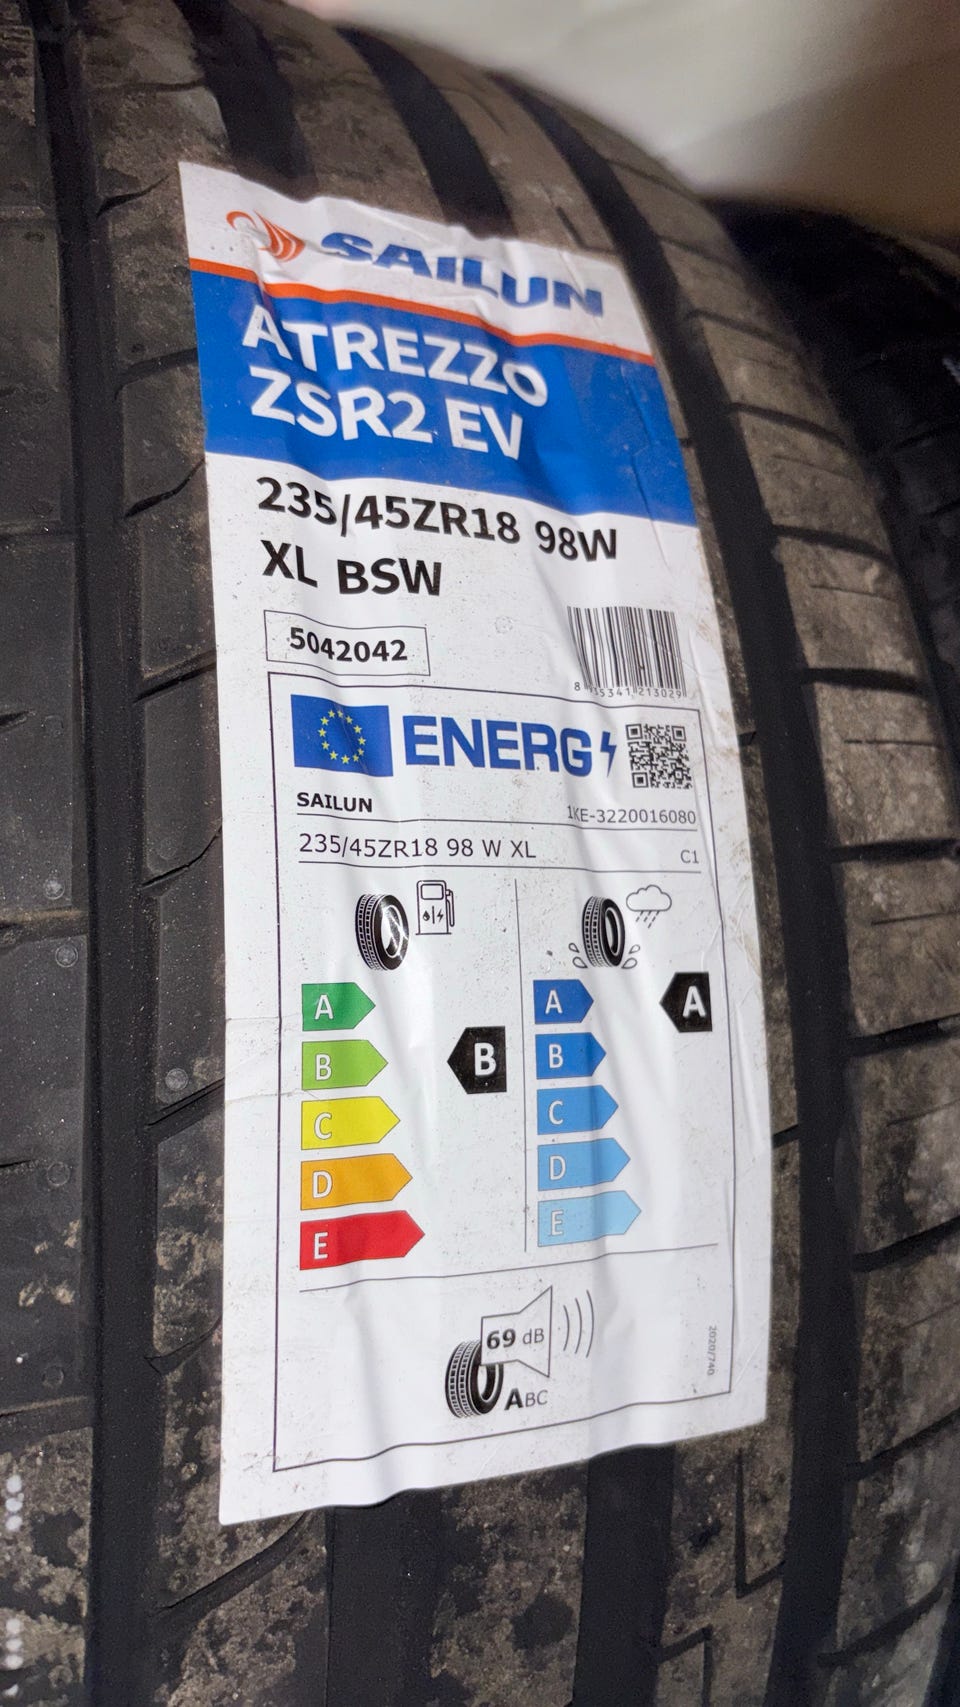 SAILUN
ATREZZO
ZSR2 EV
235/45ZR18 98W
XL BSW
5042042
ENERG
SAILUN
1KE-3220016080
235/45ZR18 98 W XL
C1
A
A
A
B
B
B
C
C
D
D
E
E
69 dB
ABC
2020/740